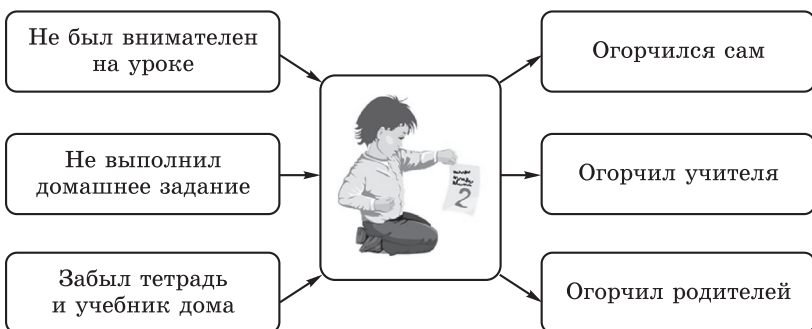 Не был внимателен
на уроке
Не выполнил
домашнее задание
Забыл тетрадь
и учебник дома
2
Огорчился сам
Огорчил учителя
Огорчил родителей